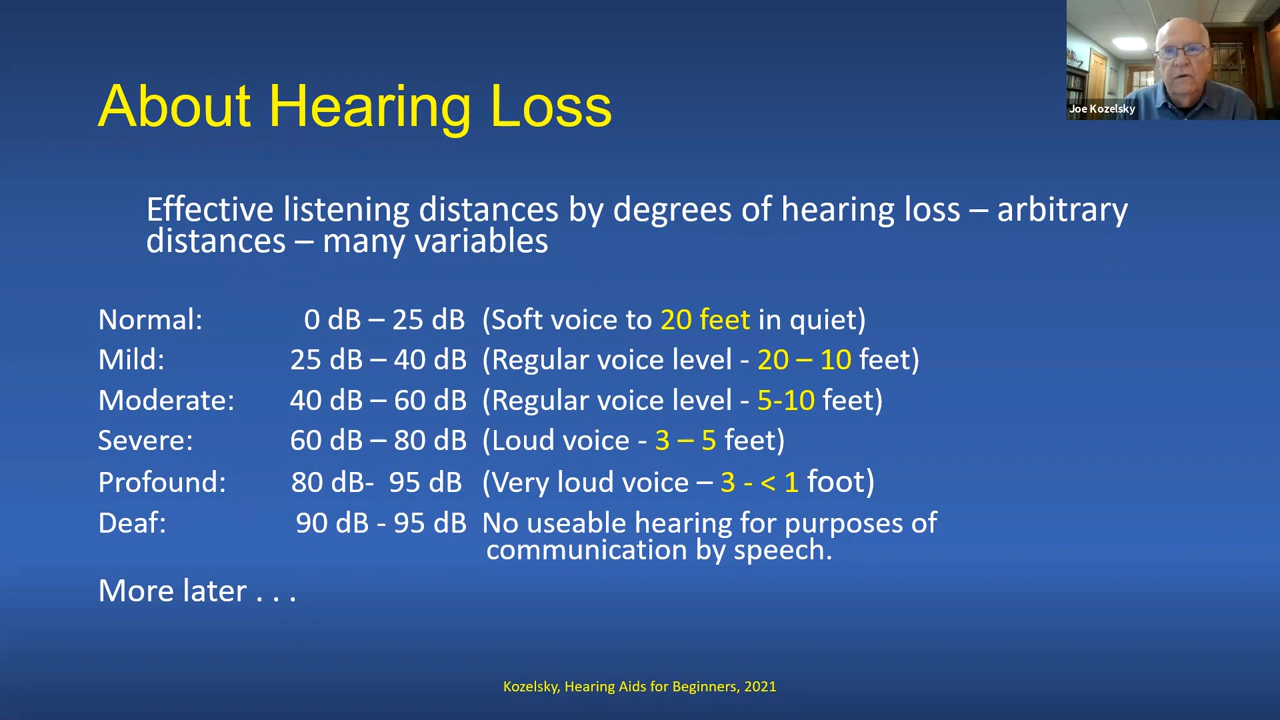 Joe Kozelsky
About Hearing Loss
Effective listening distances by degrees of hearing loss – arbitrary
distances – many variables
Normal: 0 dB – 25 dB (Soft voice to 20 feet in quiet)
Mild: 25 dB – 40 dB (Regular voice level - 20 – 10 feet)
Moderate: 40 dB – 60 dB (Regular voice level - 5-10 feet)
Severe: 60 dB – 80 dB (Loud voice - 3 – 5 feet)
Profound: 80 dB- 95 dB (Very loud voice – 3 - < 1 foot)
Deaf: 90 dB - 95 dB No useable hearing for purposes of
communication by speech.
More later . . .
Kozelsky, Hearing Aids for Beginners, 2021